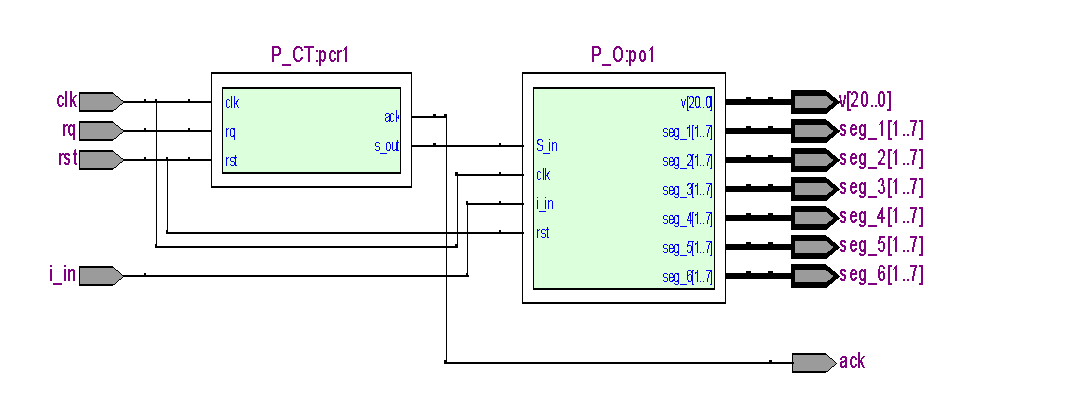 P_CT:pcr1
P_O:po1
clk
rq
rst
i_in
clk
rq
rst
ack
s_out
S_in
clk
i_in
rst
v[20..0]
seg_1[1..7]
seg_2[1..7]
seg_3[1..7]
seg_4[1..7]
seg_5[1..7]
seg_6[1..7]
v[20..0]
seg_1[1..7]
seg_2[1..7]
seg_3[1..7]
seg_4[1..7]
seg_5[1..7]
seg_6[1..7]
ack